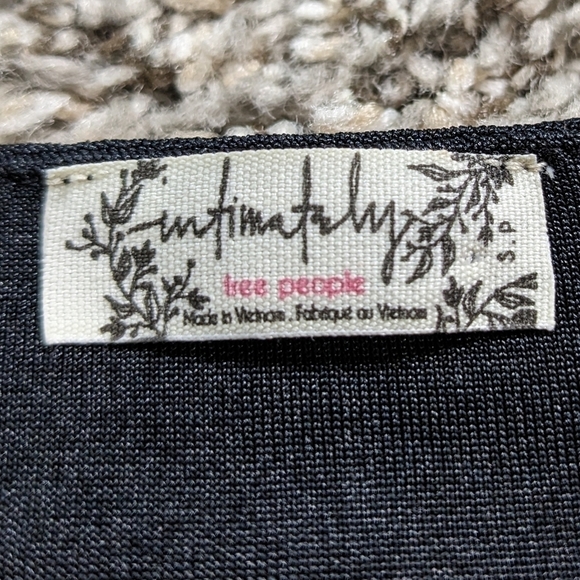 intimately
free people
Made in Vietnam . Fabriqué au Vietnam
S.P